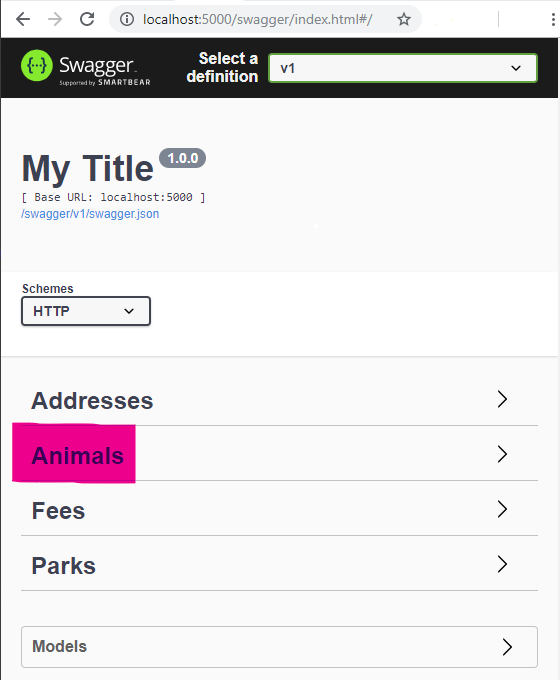 localhost:5000/swagger/index.html#/
Swagger
Supported by SMARTBEAR
Select a
definition
v1
My Title 1.0.0
[ Base URL: localhost:5000 ]
/swagger/v1/swagger.json
Schemes
HTTP
Addresses
Animals
Fees
Parks
Models